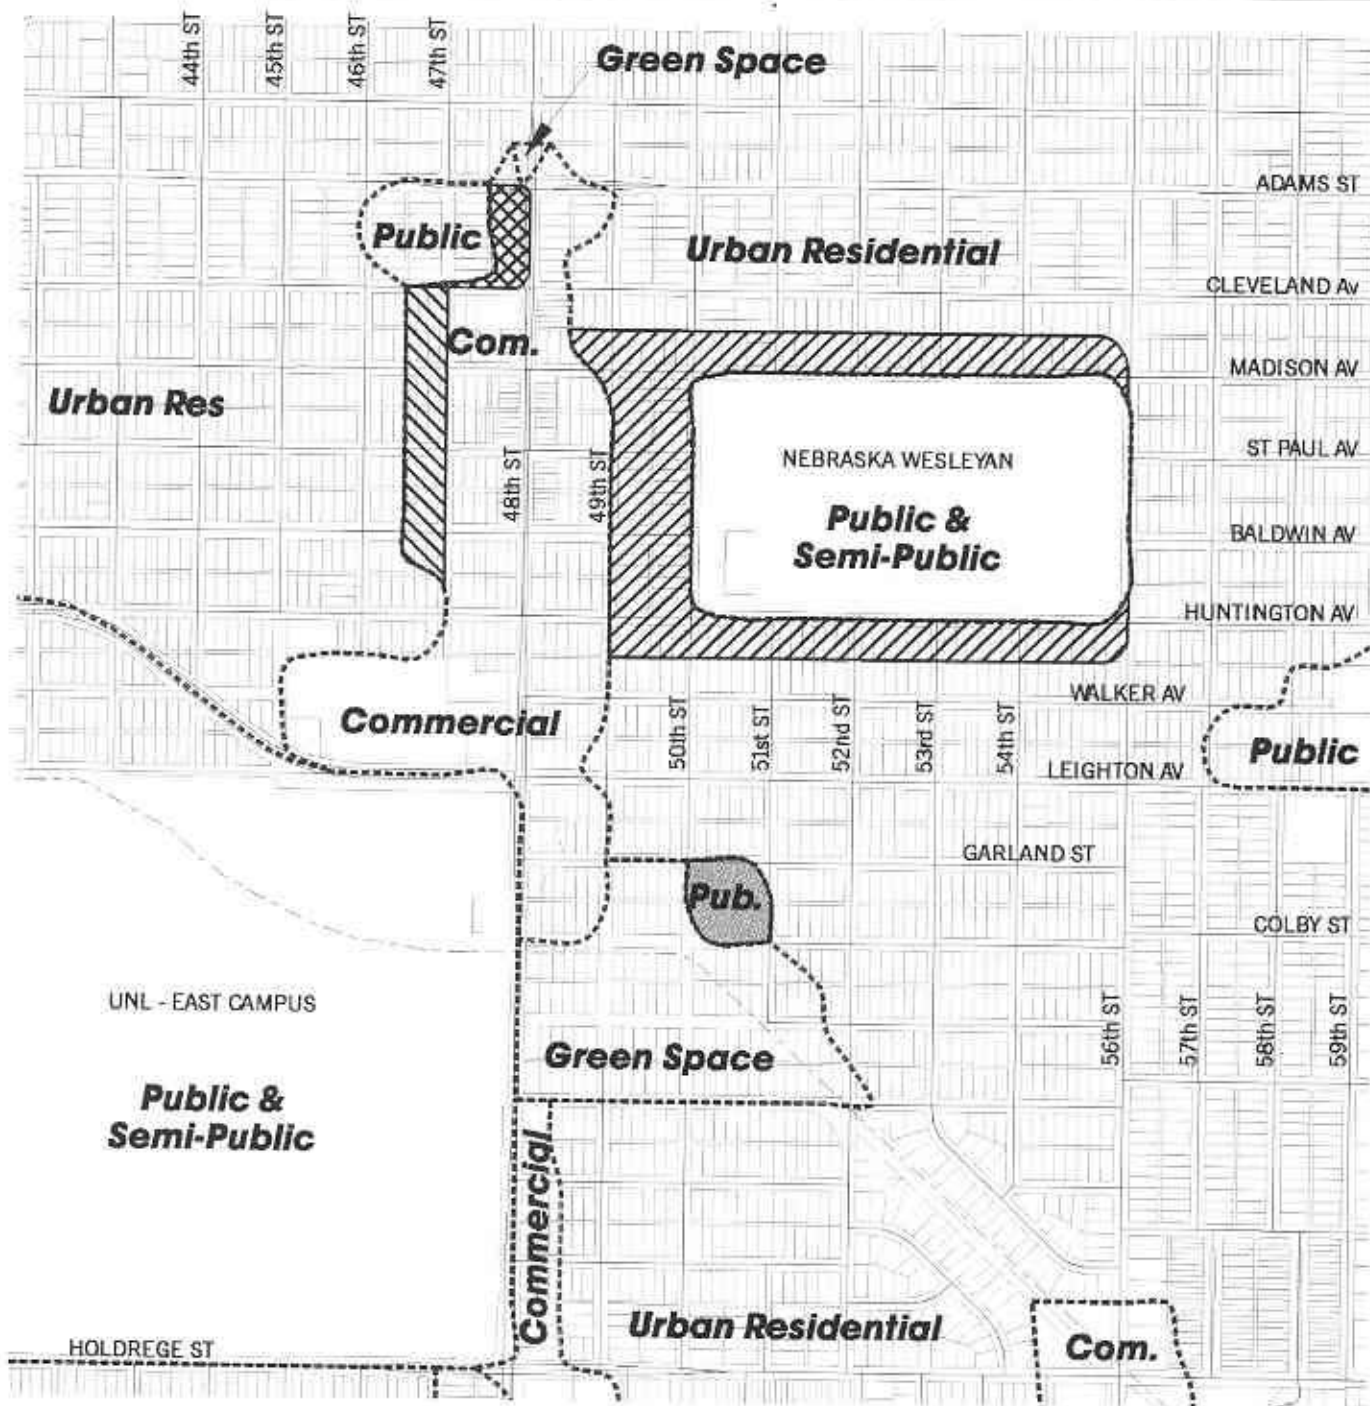 44th ST
45th ST
46th ST
47th ST
Green Space
ADAMS ST
Public
Urban Residential
CLEVELAND Av
Com.
MADISON AV
Urban Res
48th ST
49th ST
NEBRASKA WESLEYAN
ST PAUL AV
Public &
Semi-Public
BALDWIN AV
HUNTINGTON AV
WALKER AV
Commercial
50th ST
51st ST
52nd ST
53rd ST
54th ST
Public
LEIGHTON AV
GARLAND ST
Pub.
COLBY ST
UNL - EAST CAMPUS
56th ST
57th ST
58th ST
59th ST
Green Space
Public &
Semi-Public
Commercial
Urban Residential
HOLDREGE ST
Com.